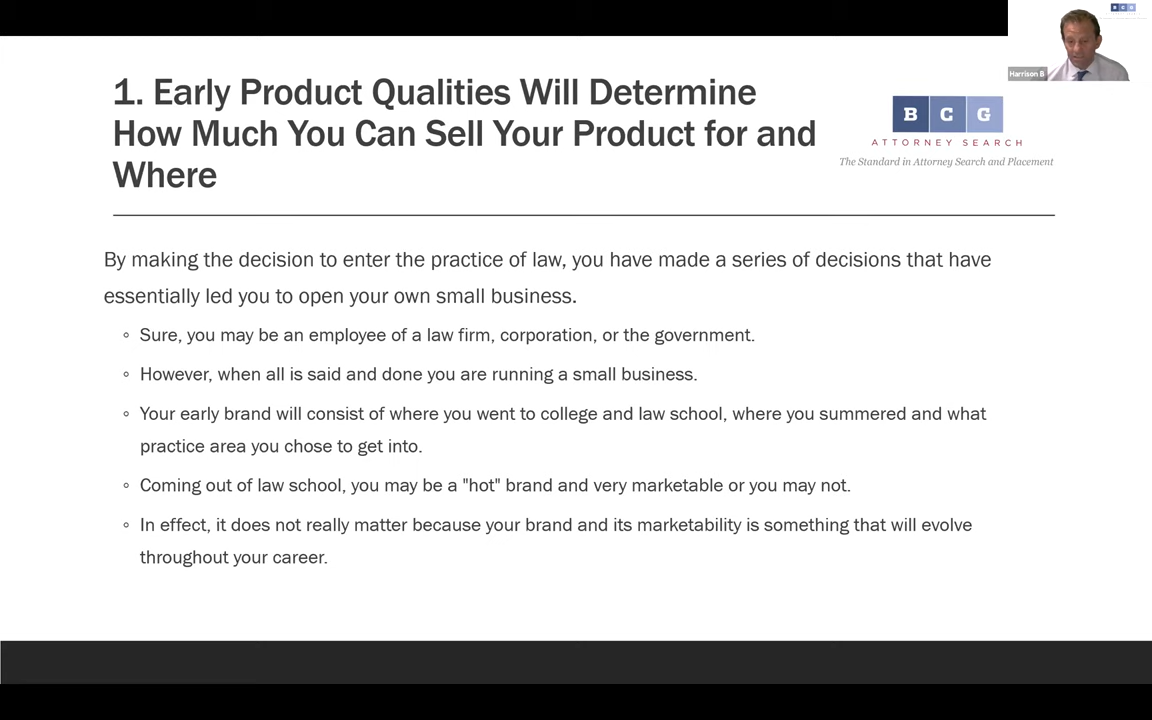 1. Early Product Qualities Will Determine
How Much You Can Sell Your Product for and
Where
B C G
ATTORNEY SEARCH
The Standard in Attorney Search and Placement
B C G
Harrison B
By making the decision to enter the practice of law, you have made a series of decisions that have
essentially led you to open your own small business.
◦ Sure, you may be an employee of a law firm, corporation, or the government.
◦ However, when all is said and done you are running a small business.
◦ Your early brand will consist of where you went to college and law school, where you summered and what
practice area you chose to get into.
◦ Coming out of law school, you may be a "hot" brand and very marketable or you may not.
◦ In effect, it does not really matter because your brand and its marketability is something that will evolve
throughout your career.